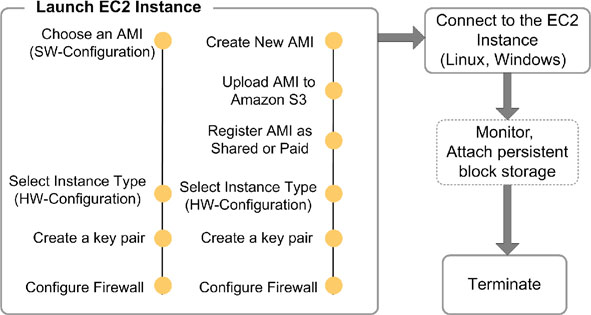 Launch EC2 Instance
Choose an AMI
(SW-Configuration)
Select Instance Type
(HW-Configuration)
Create a key pair
Configure Firewall
Create New AMI
Upload AMI to
Amazon S3
Register AMI as
Shared or Paid
Select Instance Type
(HW-Configuration)
Create a key pair
Configure Firewall
Connect to the EC2
Instance
(Linux, Windows)
Monitor,
Attach persistent
block storage
Terminate